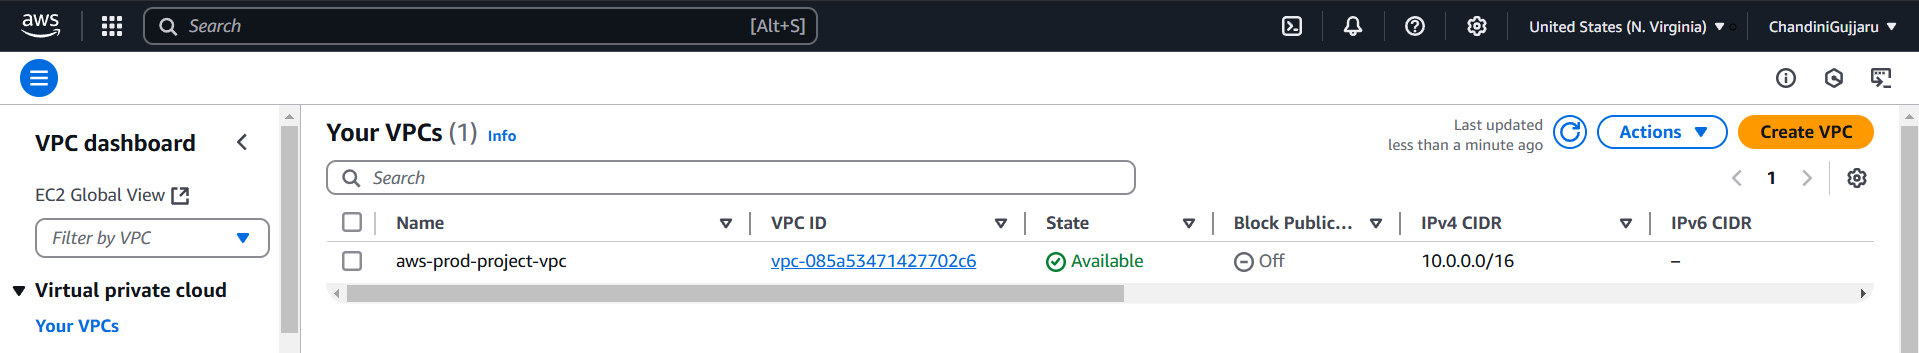 aws
Search [Alt+S] United States (N. Virginia) ChandiniGujjaru
VPC dashboard
EC2 Global View
Filter by VPC
Virtual private cloud
Your VPCs
Your VPCs (1) Info
Last updated
less than a minute ago
Actions
Create VPC
Search
1
Name VPC ID State Block Public... IPv4 CIDR IPv6 CIDR
aws-prod-project-vpc vpc-085a53471427702c6 Available Off 10.0.0.0/16 –